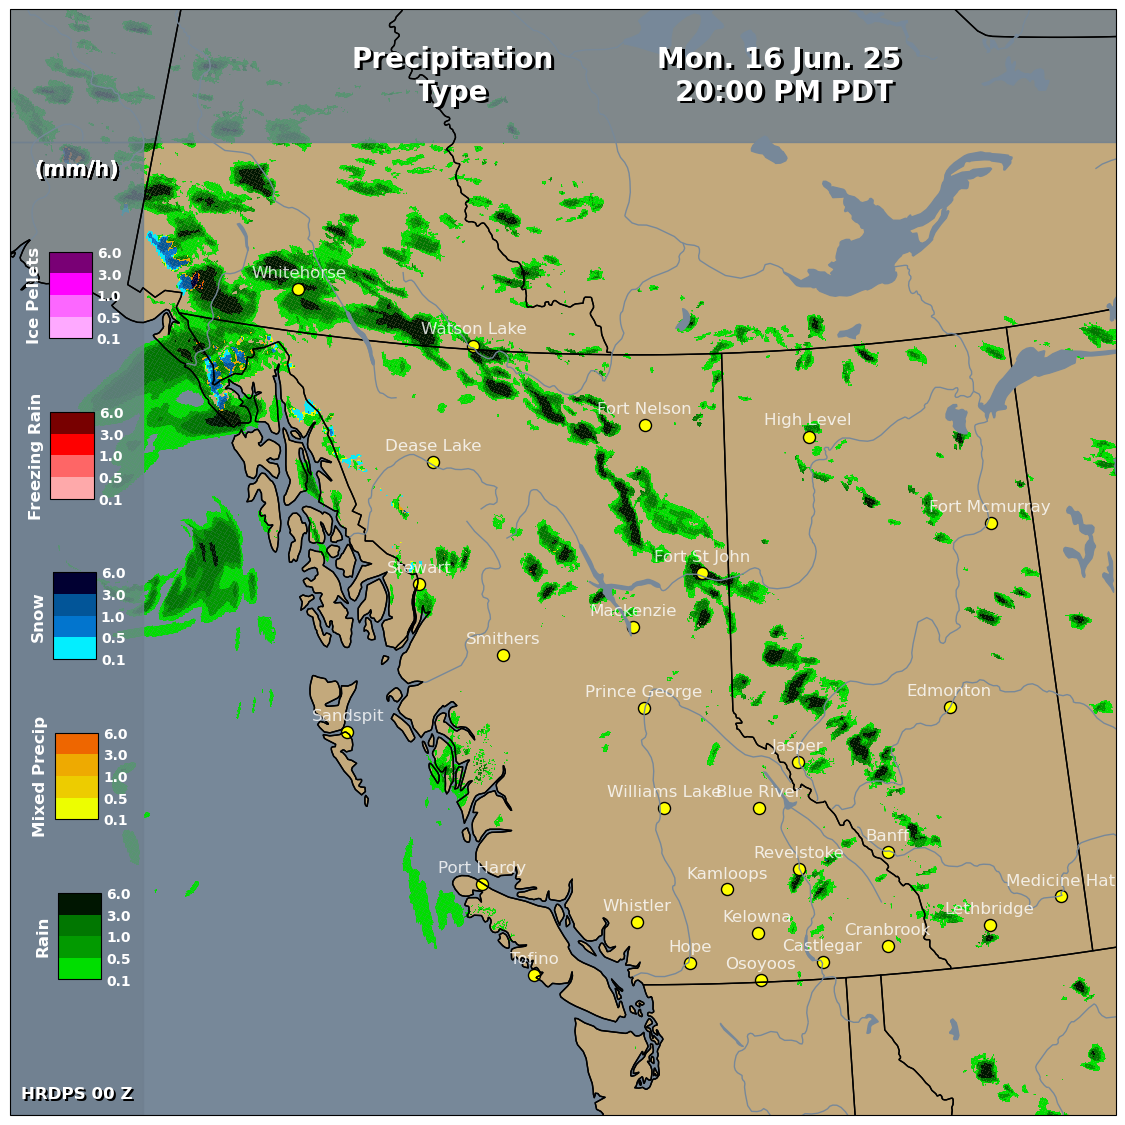 Precipitation
Type
Mon. 16 Jun. 25
20:00 PM PDT
(mm/h)
Ice Pellets
6.0
3.0
1.0
0.5
0.1
Freezing Rain
6.0
3.0
1.0
0.5
0.1
Snow
6.0
3.0
1.0
0.5
0.1
Mixed Precip
6.0
3.0
1.0
0.5
0.1
Rain
6.0
3.0
1.0
0.5
0.1
HRDPS 00 Z
Whitehorse
Watson Lake
Fort Nelson
High Level
Dease Lake
Fort Mcmurray
Fort St John
Stewart
Mackenzie
Smithers
Prince George
Edmonton
Sandspit
Jasper
Williams Lake
Blue River
Banff
Revelstoke
Port Hardy
Kamloops
Medicine Hat
Whistler
Kelowna
Lethbridge
Cranbrook
Hope
Castlegar
Tofino
Osoyoos